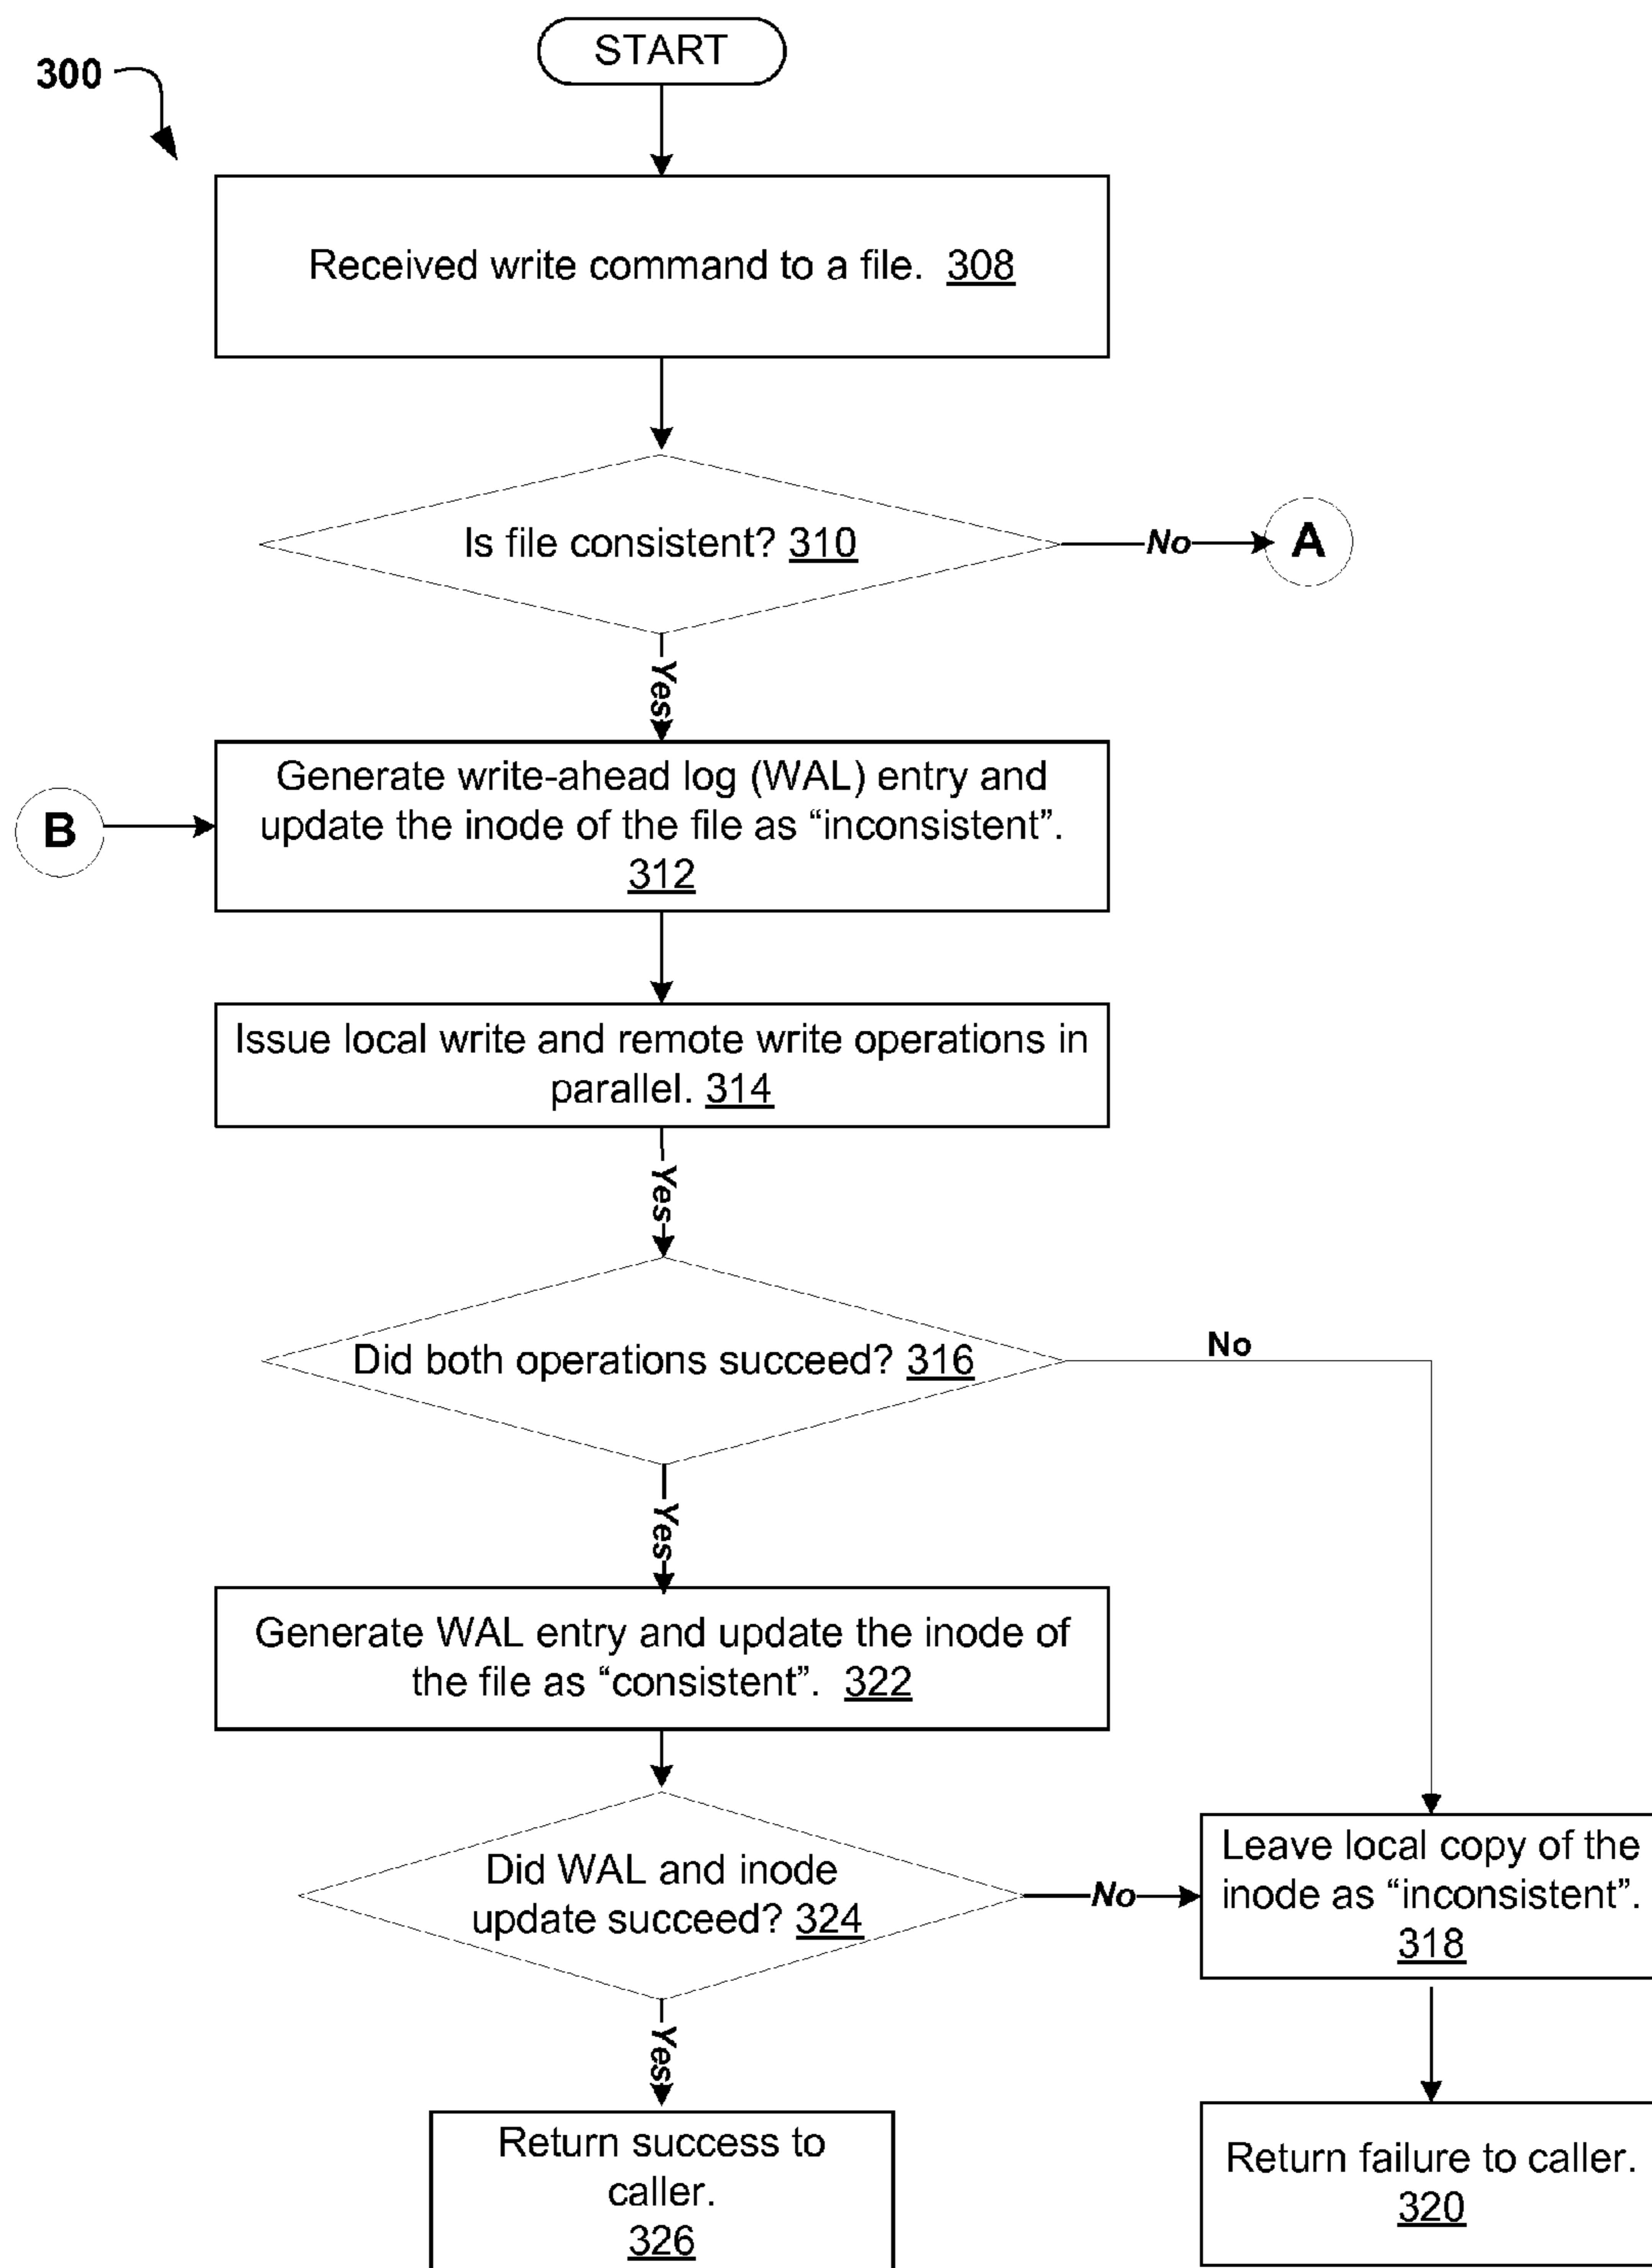 START
300
Received write command to a file. 308
Is file consistent? 310
No
A
Yes
Generate write-ahead log (WAL) entry and
update the inode of the file as “inconsistent”.
312
B
Issue local write and remote write operations in
parallel. 314
Yes
Did both operations succeed? 316
No
Yes
Generate WAL entry and update the inode of
the file as “consistent”. 322
Did WAL and inode
update succeed? 324
No
Leave local copy of the
inode as “inconsistent”.
318
Yes
Return success to
caller.
326
Return failure to caller.
320